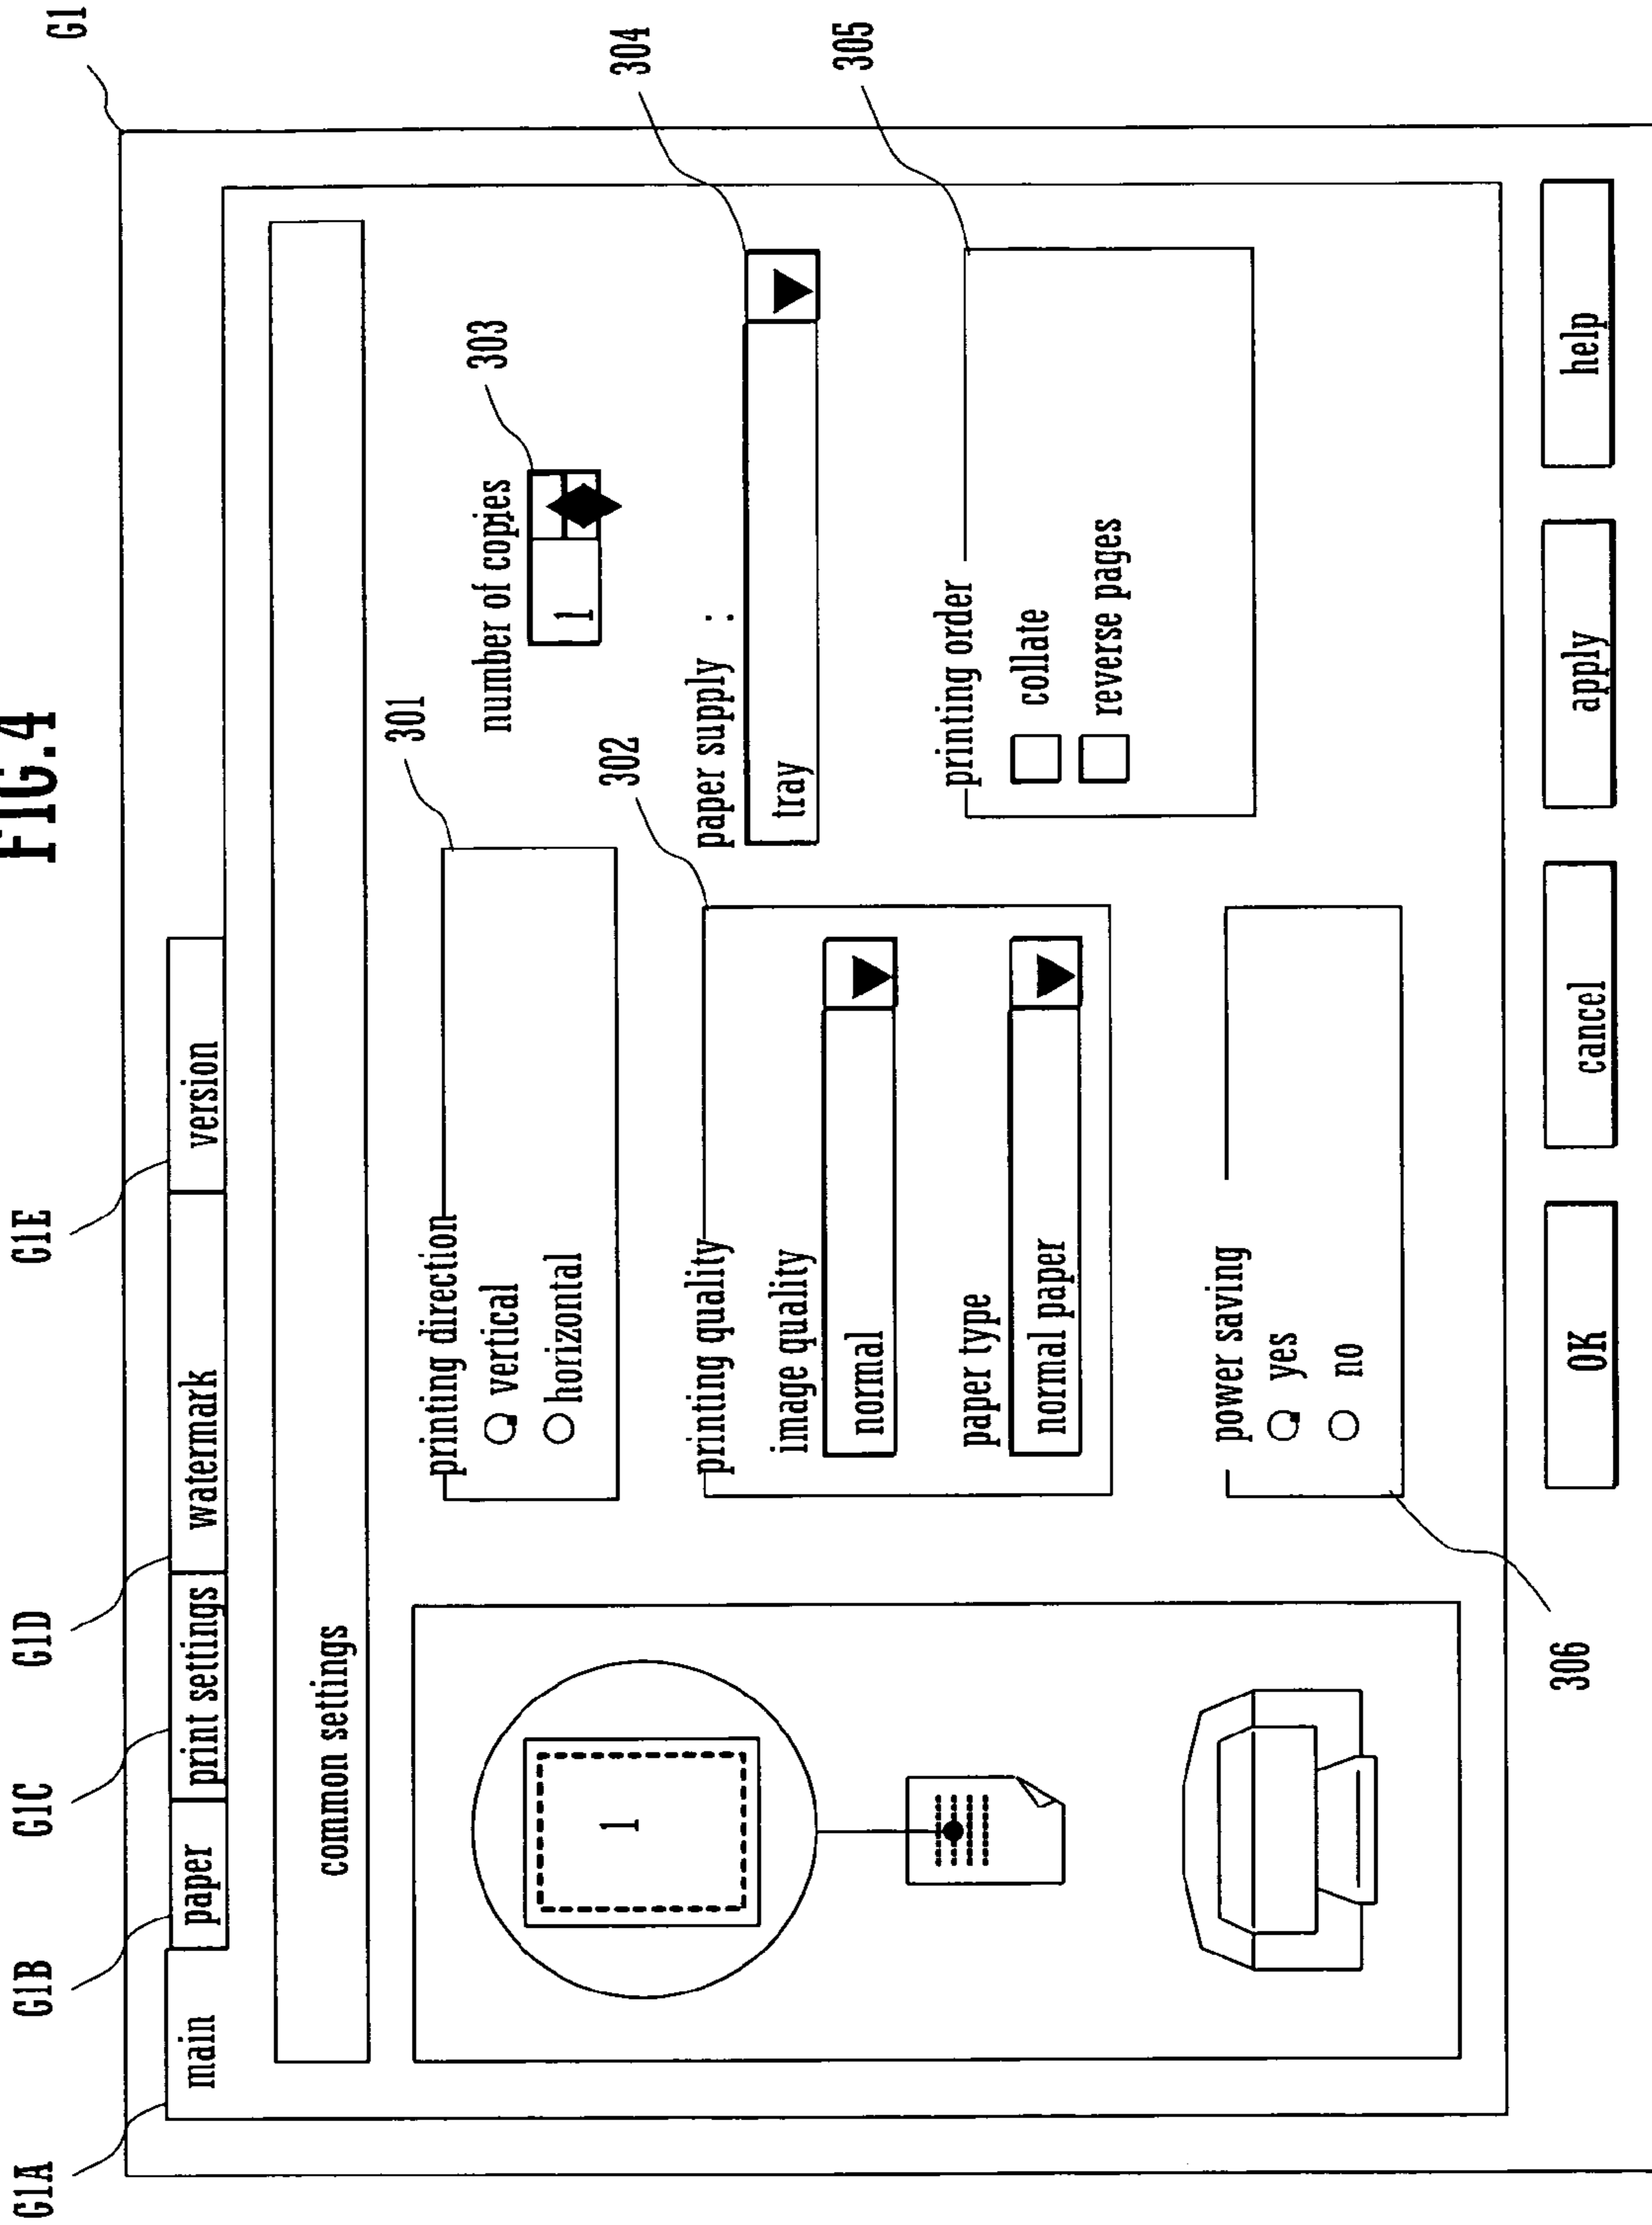 FIG.4
G1
G1A
G1B
G1C
G1D
G1E
main
paper
print settings
watermark
version
common settings
1
printing direction
301
vertical
horizontal
number of copies
303
1
printing quality
302
image quality
normal
paper type
normal paper
paper supply :
304
tray
printing order
305
collate
reverse pages
power saving
yes
no
306
OK
cancel
apply
help